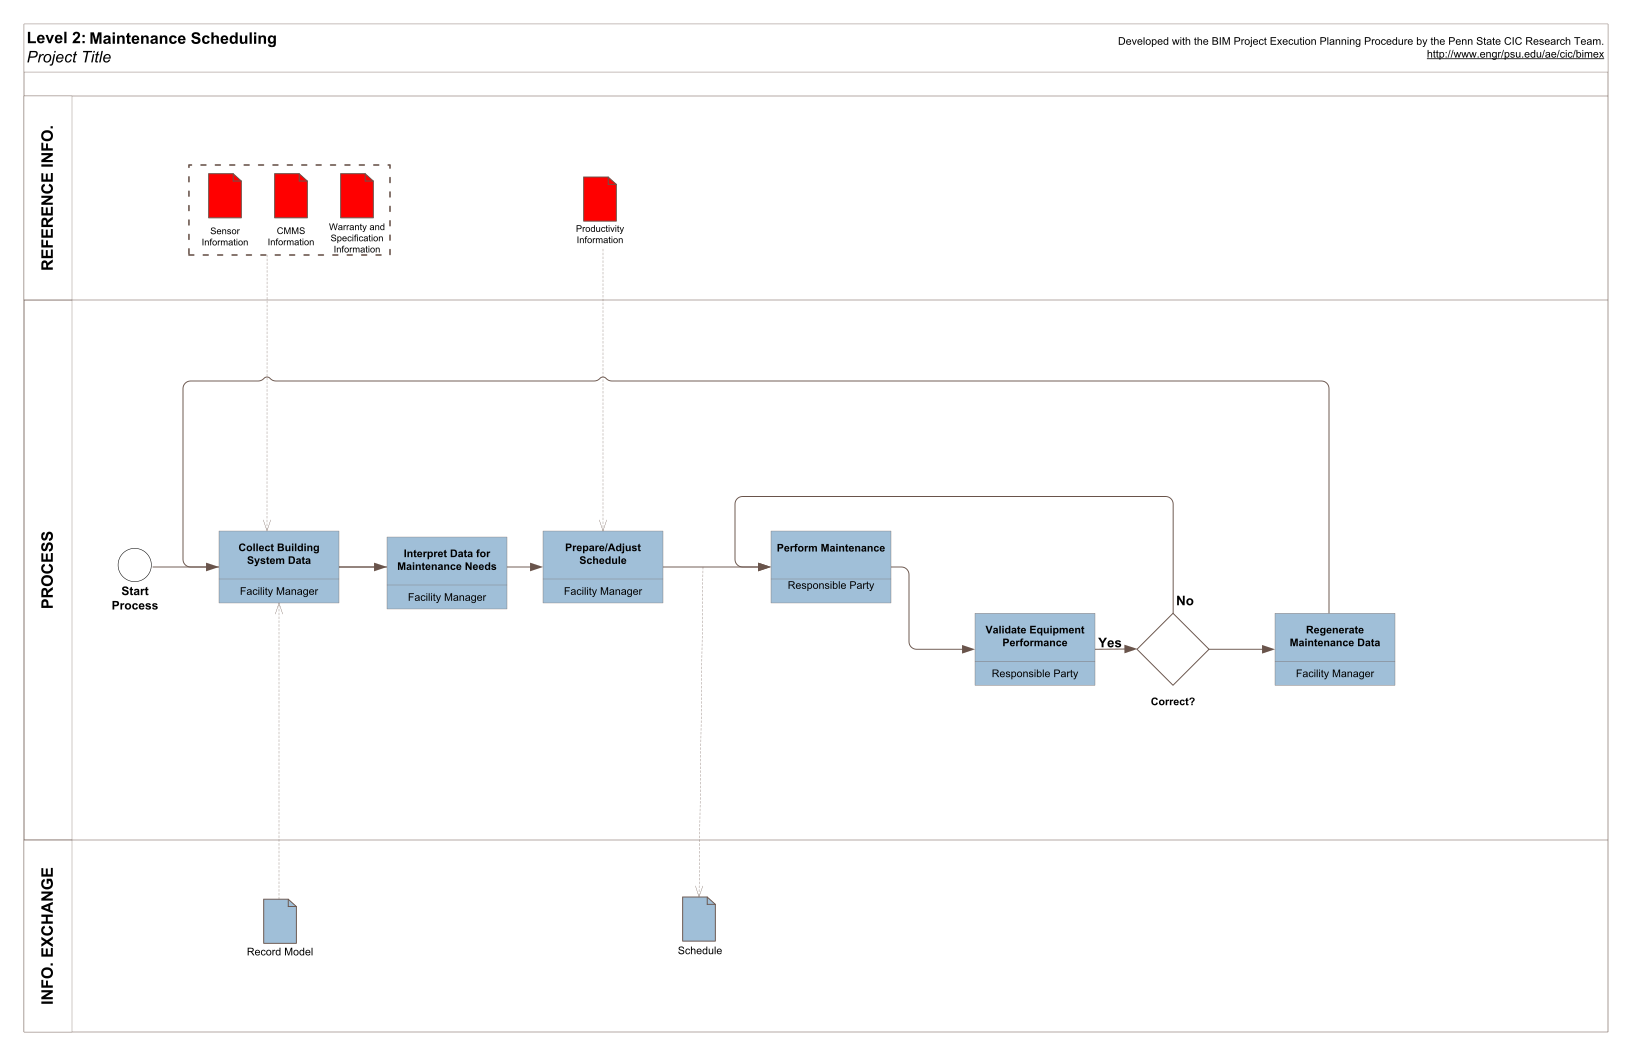 Level 2: Maintenance Scheduling
Project Title
Developed with the BIM Project Execution Planning Procedure by the Penn State CIC Research Team.
http://www.engr/psu.edu/ae/cic/bimex
REFERENCE INFO.
Sensor
Information
CMMS
Information
Warranty and
Specification
Information
Productivity
Information
PROCESS
Start
Process
Collect Building
System Data
Facility Manager
Interpret Data for
Maintenance Needs
Facility Manager
Prepare/Adjust
Schedule
Facility Manager
Perform Maintenance
Responsible Party
Validate Equipment
Performance
Responsible Party
Yes
No
Correct?
Regenerate
Maintenance Data
Facility Manager
INFO. EXCHANGE
Record Model
Schedule